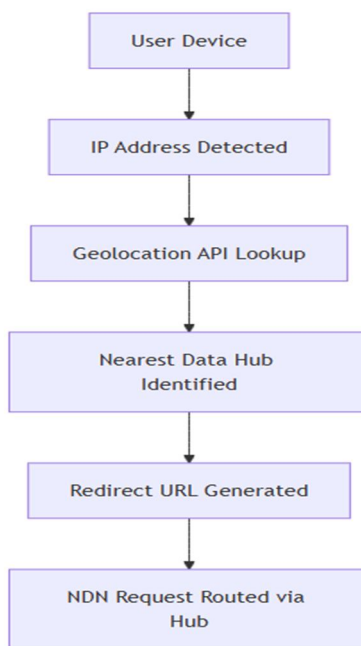 User Device
IP Address Detected
Geolocation API Lookup
Nearest Data Hub
Identified
Redirect URL Generated
NDN Request Routed via
Hub